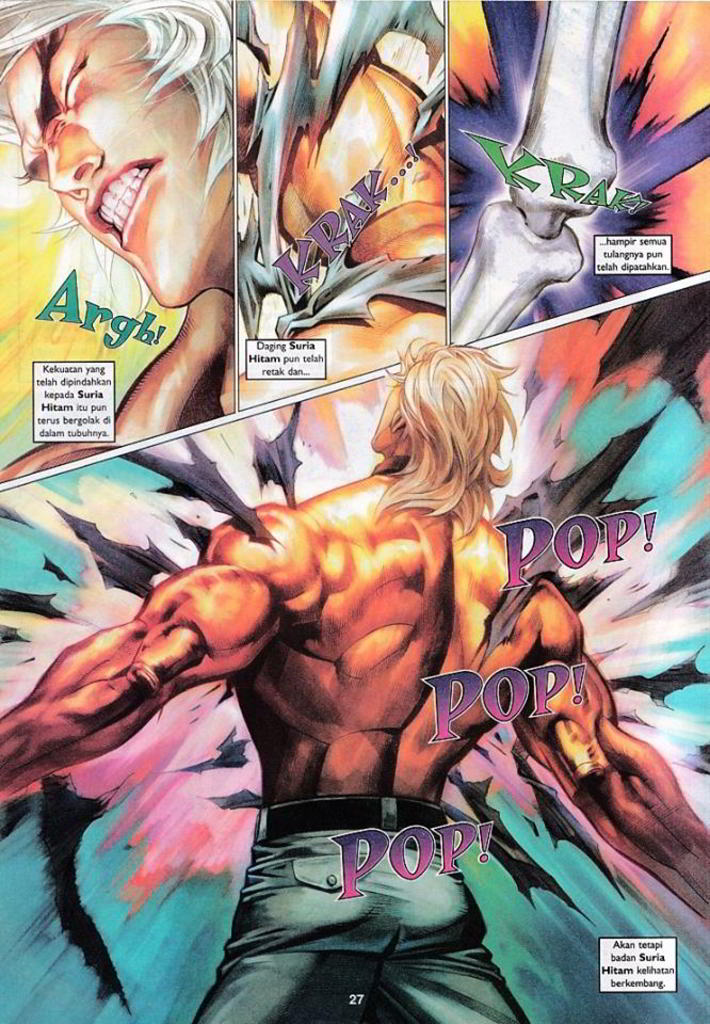 Argh!
Kekuatan yang
telah dipindahkan
kepada Suria
Hitam itu pun
terus bergolak di
dalam tubuhnya.
KRAK...!
Daging Suria
Hitam pun telah
retak dan...
KRAK!
...hampir semua
tulangnya pun
telah dipatahkan.
POP!
POP!
POP!
Akan tetapi
badan Suria
Hitam kelihatan
berkembang.
27